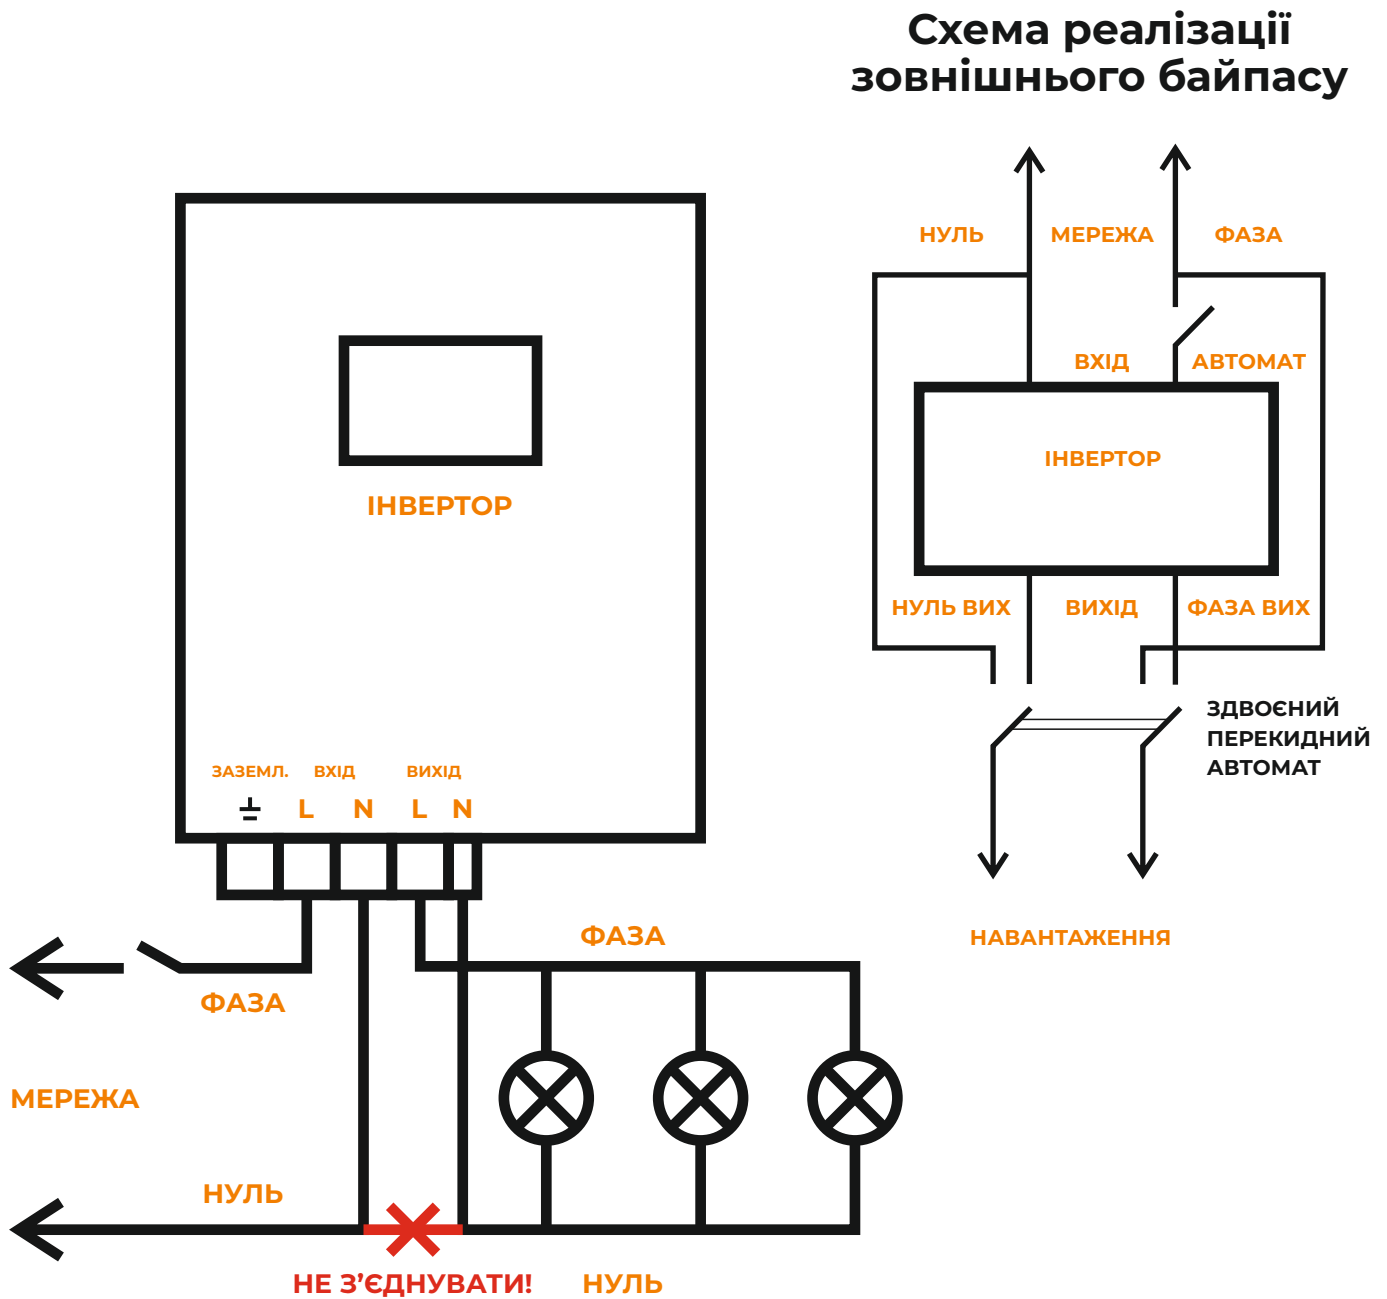 Схема реалізації
зовнішнього байпасу
НУЛЬ МЕРЕЖА ФАЗА
ВХІД АВТОМАТ
ІНВЕРТОР
НУЛЬ ВИХ ВИХІД ФАЗА ВИХ
ЗДВОЄНИЙ
ПЕРЕКИДНИЙ
АВТОМАТ
НАВАНТАЖЕННЯ
ІНВЕРТОР
ЗАЗЕМЛ. ВХІД ВИХІД
L N L N
ФАЗА
ФАЗА
МЕРЕЖА
НУЛЬ
НЕ З’ЄДНУВАТИ! НУЛЬ